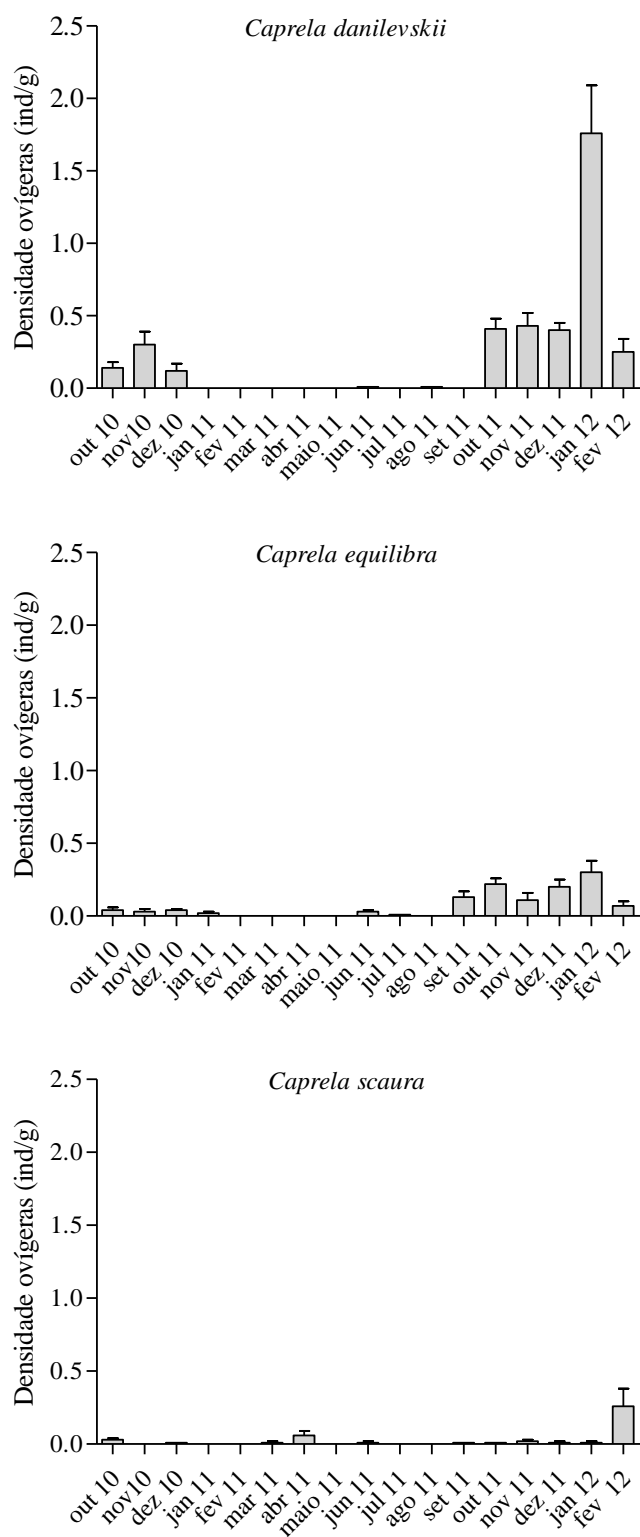 Caprela danilevskii
Densidade ovígeras (ind/g)
2.5
2.0
1.5
1.0
0.5
0.0
out 10
nov10
dez 10
jan 11
fev 11
mar 11
abr 11
maio 11
jun 11
jul 11
ago 11
set 11
out 11
nov 11
dez 11
jan 12
fev 12
Caprela equilibra
Densidade ovígeras (ind/g)
2.5
2.0
1.5
1.0
0.5
0.0
out 10
nov10
dez 10
jan 11
fev 11
mar 11
abr 11
maio 11
jun 11
jul 11
ago 11
set 11
out 11
nov 11
dez 11
jan 12
fev 12
Caprela scaura
Densidade ovígeras (ind/g)
2.5
2.0
1.5
1.0
0.5
0.0
out 10
nov10
dez 10
jan 11
fev 11
mar 11
abr 11
maio 11
jun 11
jul 11
ago 11
set 11
out 11
nov 11
dez 11
jan 12
fev 12